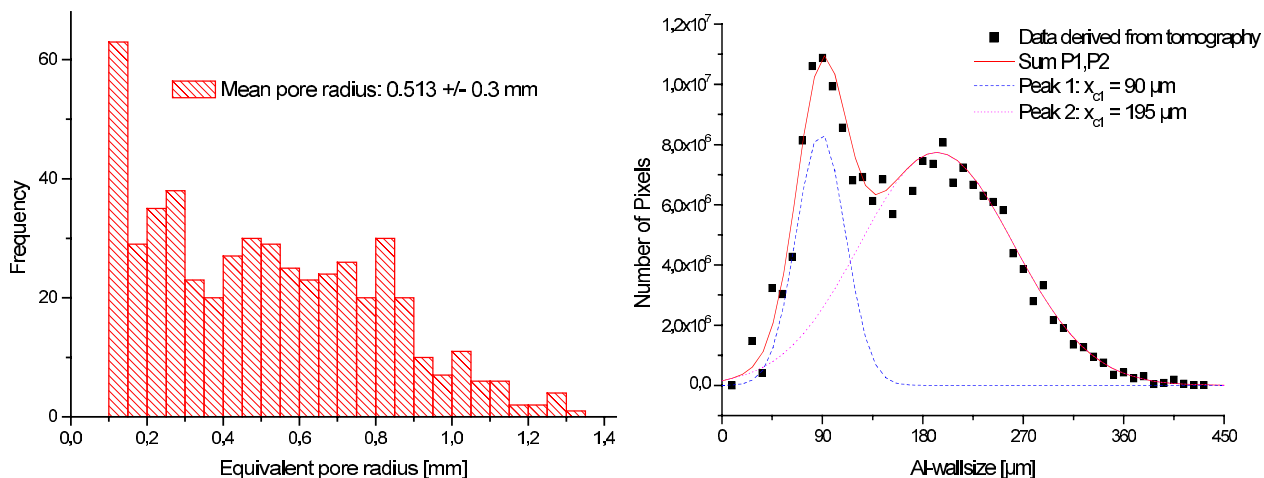 60
40
20
0
Frequency
Mean pore radius: 0.513 +/- 0.3 mm
0,0 0,2 0,4 0,6 0,8 1,0 1,2 1,4
Equivalent pore radius [mm]
1,2x10⁷
1,0x10⁷
8,0x10⁶
6,0x10⁶
4,0x10⁶
2,0x10⁶
0,0
Number of Pixels
Data derived from tomography
Sum P1,P2
Peak 1: x_c1 = 90 µm
Peak 2: x_c1 = 195 µm
0 90 180 270 360 450
Al-wallsize [µm]